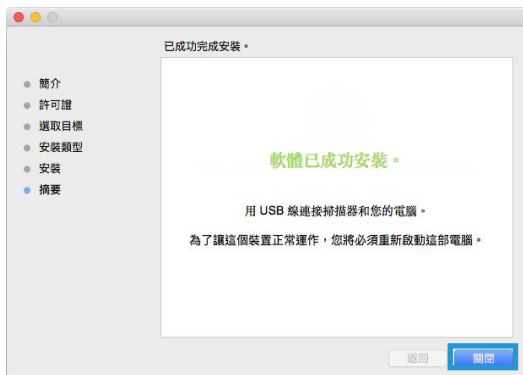 已成功完成安裝。
簡介
許可證
選取目標
安裝類型
安裝
摘要
軟體已成功安裝。
用 USB 線連接掃描器和您的電腦。
為了讓這個裝置正常運作，您將必須重新啟動這部電腦。
返回
關閉